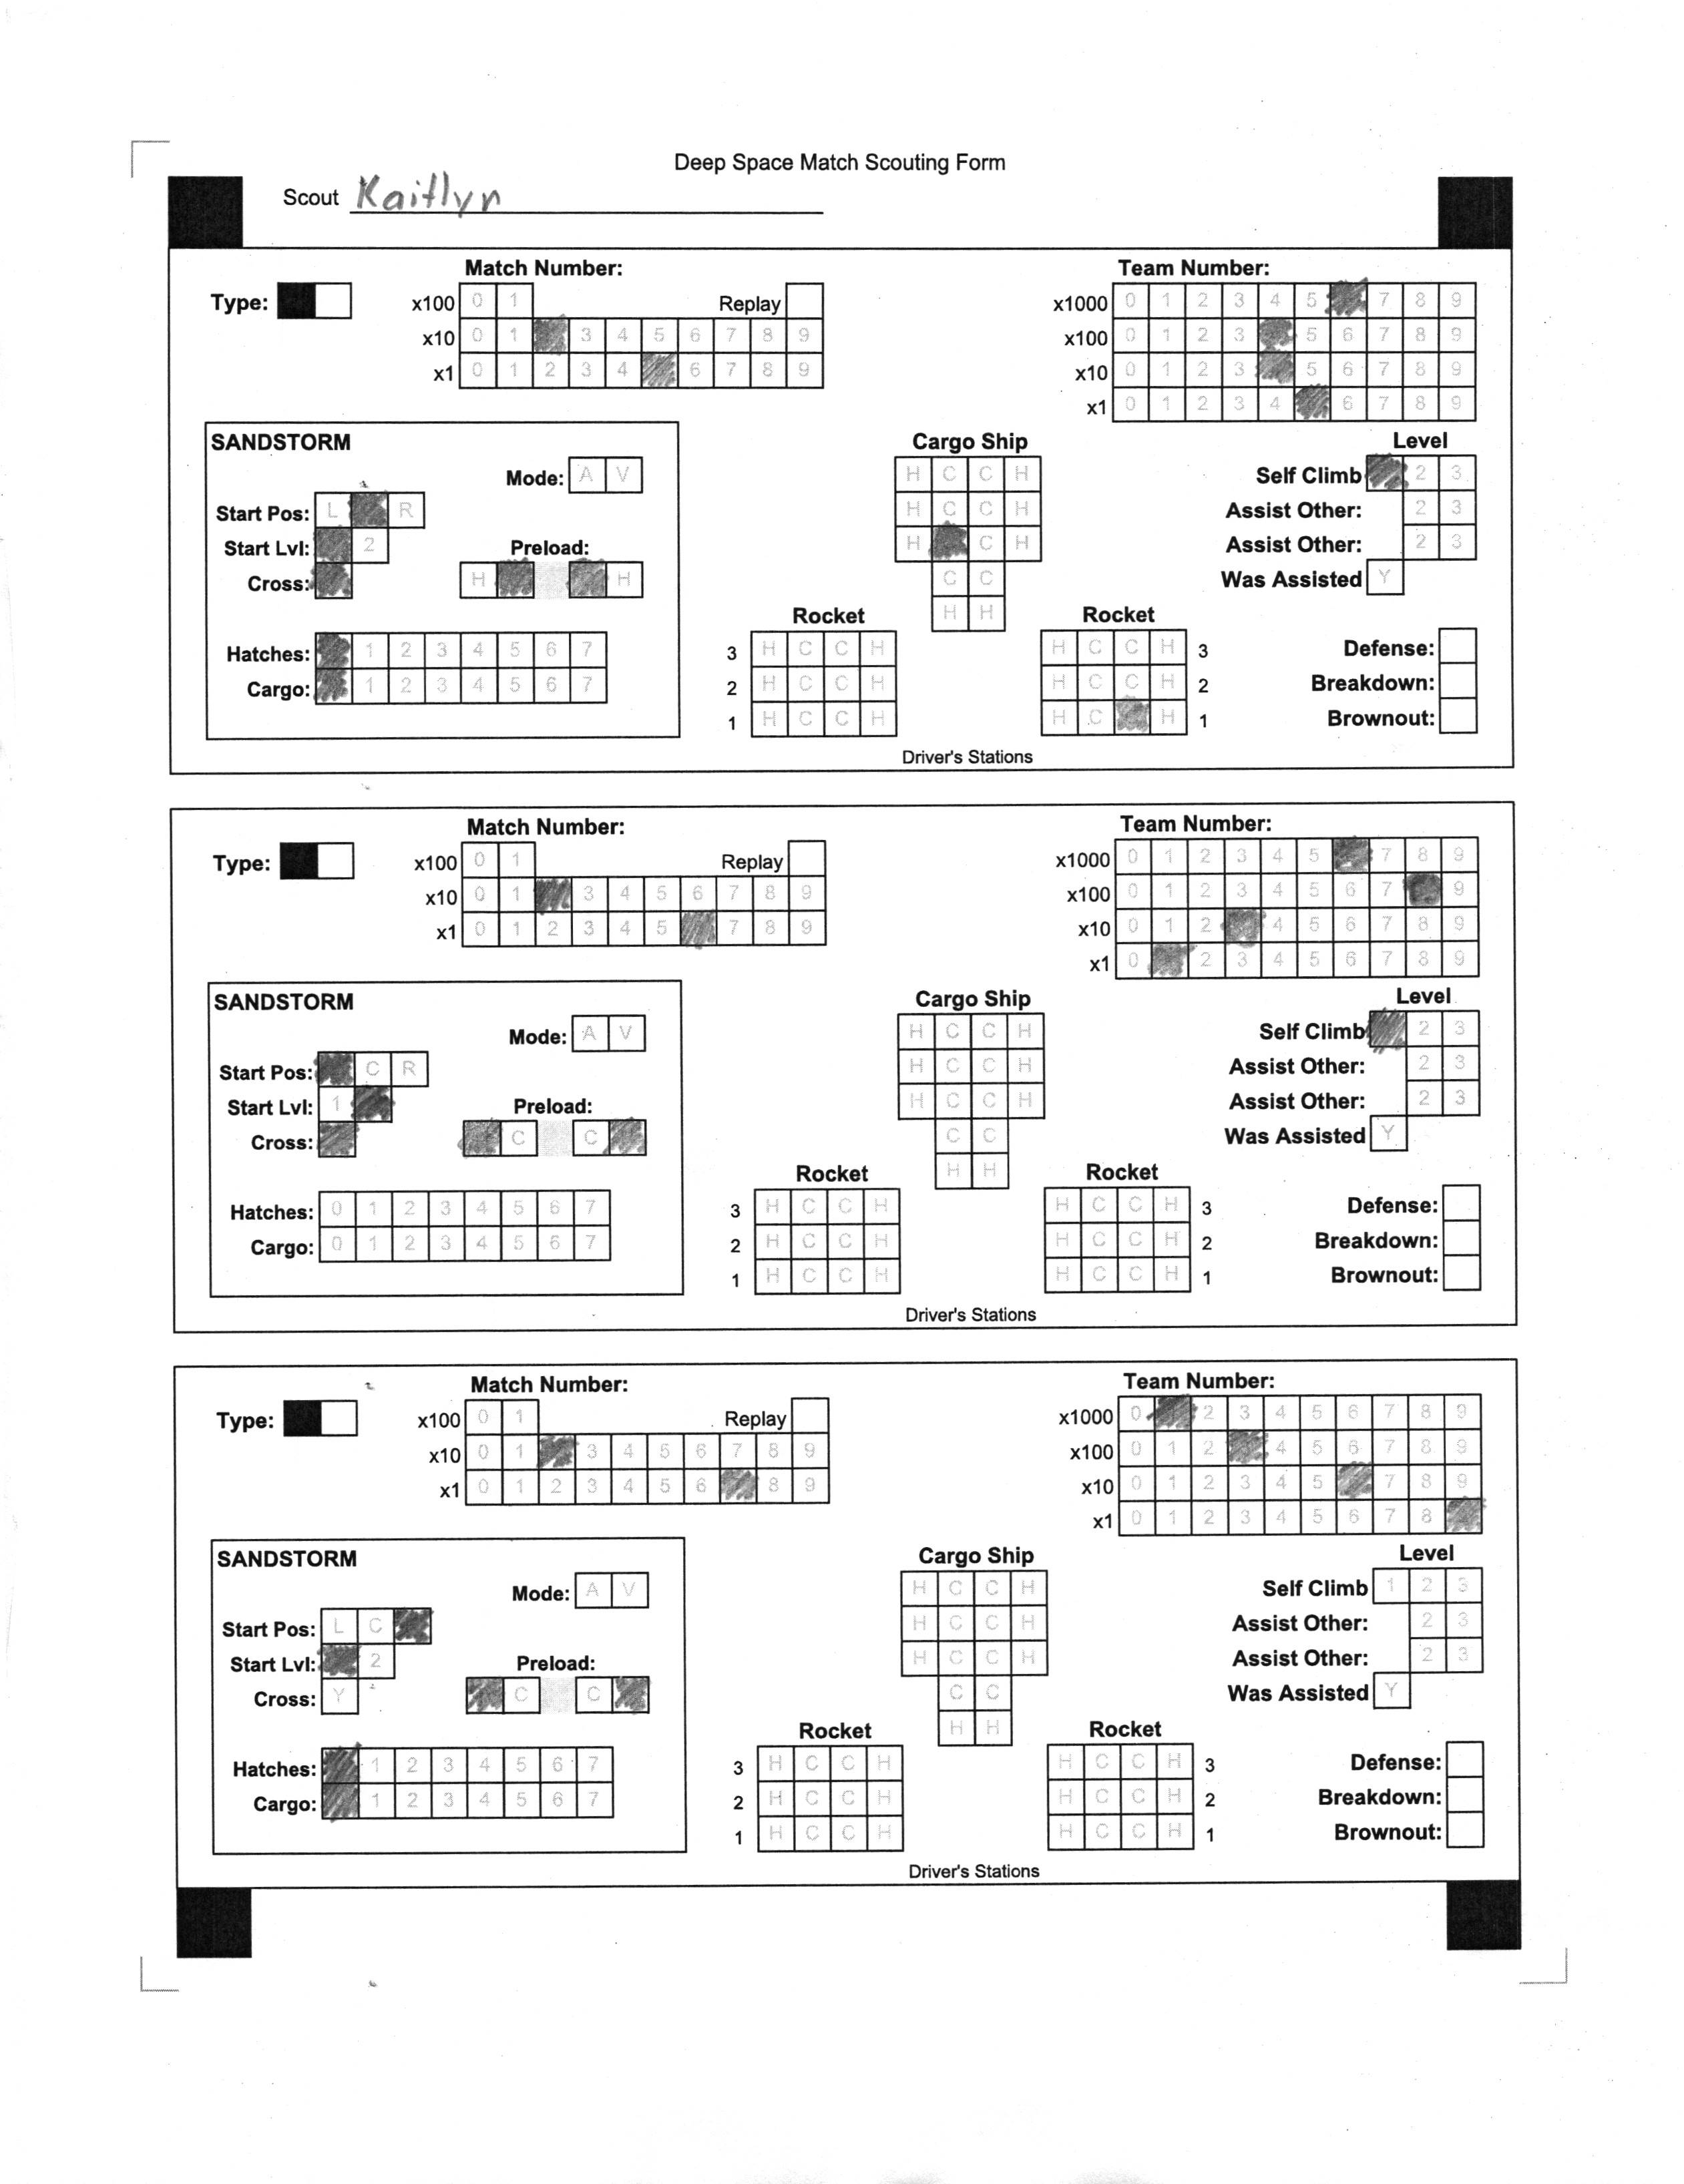 Deep Space Match Scouting Form
Scout Kaitlyn
Match Number: Team Number:
Type: x100 0 1 Replay x1000 0 1 2 3 4 5 7 8 9
x10 0 1 3 4 5 6 7 8 9 x100 0 1 2 3 5 6 7 8 9
x1 0 1 2 3 4 6 7 8 9 x10 0 1 2 3 5 6 7 8 9
x1 0 1 2 3 4 6 7 8 9
SANDSTORM Cargo Ship Level
Mode: A V H C C H Self Climb 2 3
Start Pos: L R H C C H Assist Other: 2 3
Start Lvl: 2 Preload: H C H Assist Other: 2 3
Cross: H H C C Was Assisted Y
Rocket H H Rocket
Hatches: 1 2 3 4 5 6 7 3 H C C H H C C H 3 Defense:
Cargo: 1 2 3 4 5 6 7 2 H C C H H C C H 2 Breakdown:
1 H C C H H C H 1 Brownout:
Driver's Stations
Match Number: Team Number:
Type: x100 0 1 Replay x1000 0 1 2 3 4 5 7 8 9
x10 0 1 3 4 5 6 7 8 9 x100 0 1 2 3 4 5 6 7 9
x1 0 1 2 3 4 5 7 8 9 x10 0 1 2 4 5 6 7 8 9
x1 0 2 3 4 5 6 7 8 9
SANDSTORM Cargo Ship Level
Mode: A V H C C H Self Climb 2 3
Start Pos: C R H C C H Assist Other: 2 3
Start Lvl: 1 Preload: H C C H Assist Other: 2 3
Cross: C C C C Was Assisted Y
Rocket H H Rocket
Hatches: 0 1 2 3 4 5 6 7 3 H C C H H C C H 3 Defense:
Cargo: 0 1 2 3 4 5 6 7 2 H C C H H C C H 2 Breakdown:
1 H C C H H C C H 1 Brownout:
Driver's Stations
Match Number: Team Number:
Type: x100 0 1 Replay x1000 0 2 3 4 5 6 7 8 9
x10 0 1 3 4 5 6 7 8 9 x100 0 1 2 4 5 6 7 8 9
x1 0 1 2 3 4 5 6 8 9 x10 0 1 2 3 4 5 7 8 9
x1 0 1 2 3 4 5 6 7 8
SANDSTORM Cargo Ship Level
Mode: A V H C C H Self Climb 1 2 3
Start Pos: L C H C C H Assist Other: 2 3
Start Lvl: 2 Preload: H C C H Assist Other: 2 3
Cross: Y C C C C Was Assisted Y
Rocket H H Rocket
Hatches: 1 2 3 4 5 6 7 3 H C C H H C C H 3 Defense:
Cargo: 1 2 3 4 5 6 7 2 H C C H H C C H 2 Breakdown:
1 H C C H H C C H 1 Brownout:
Driver's Stations